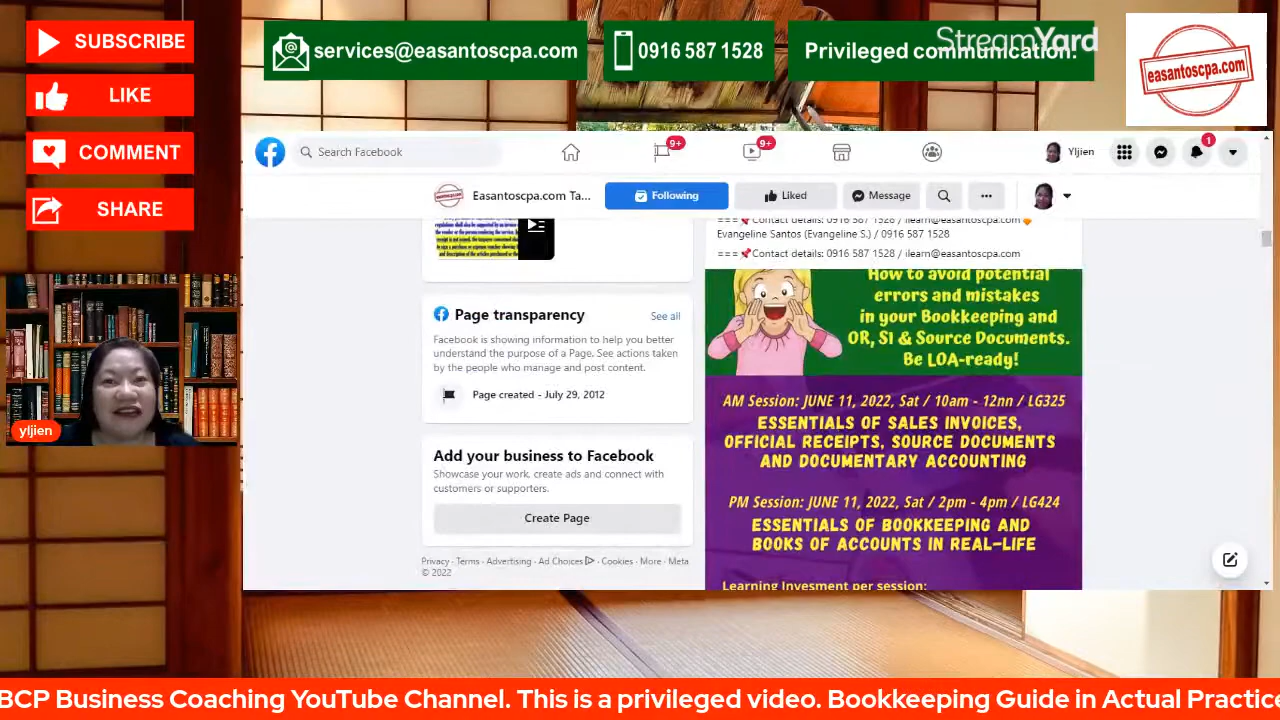 SUBSCRIBE
LIKE
COMMENT
SHARE
services@easantoscpa.com
0916 587 1528
Privileged communication.
StreamYard
easantoscpa.com
Search Facebook
9+
9+
Yljien
1
Easantoscpa.com Ta...
Following
Liked
Message
Page transparency
See all
Facebook is showing information to help you better
understand the purpose of a Page. See actions taken
by the people who manage and post content.
Page created - July 29, 2012
Add your business to Facebook
Showcase your work, create ads and connect with
customers or supporters.
Create Page
Privacy · Terms · Advertising · Ad Choices · Cookies · More · Meta
© 2022
===📌Contact details: 0916 587 1528 / ilearn@easantoscpa.com
Evangeline Santos (Evangeline S.) / 0916 587 1528
===📌Contact details: 0916 587 1528 / ilearn@easantoscpa.com
How to avoid potential
errors and mistakes
in your Bookkeeping and
OR, SI & Source Documents.
Be LOA-ready!
AM Session: JUNE 11, 2022, Sat / 10am - 12nn / LG325
ESSENTIALS OF SALES INVOICES,
OFFICIAL RECEIPTS, SOURCE DOCUMENTS
AND DOCUMENTARY ACCOUNTING
PM Session: JUNE 11, 2022, Sat / 2pm - 4pm / LG424
ESSENTIALS OF BOOKKEEPING AND
BOOKS OF ACCOUNTS IN REAL-LIFE
Learning Invesment per session:
yljien
BCP Business Coaching YouTube Channel. This is a privileged video. Bookkeeping Guide in Actual Practice